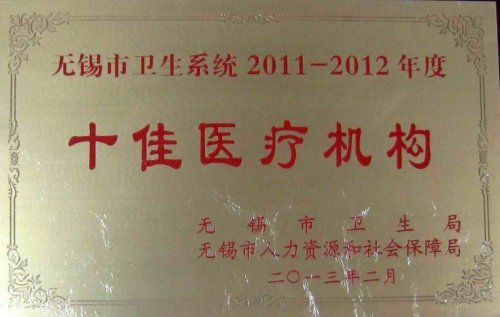 无锡市卫生系统 2011-2012 年度
十佳医疗机构
无锡市卫生局
无锡市人力资源和社会保障局
二〇一三年二月